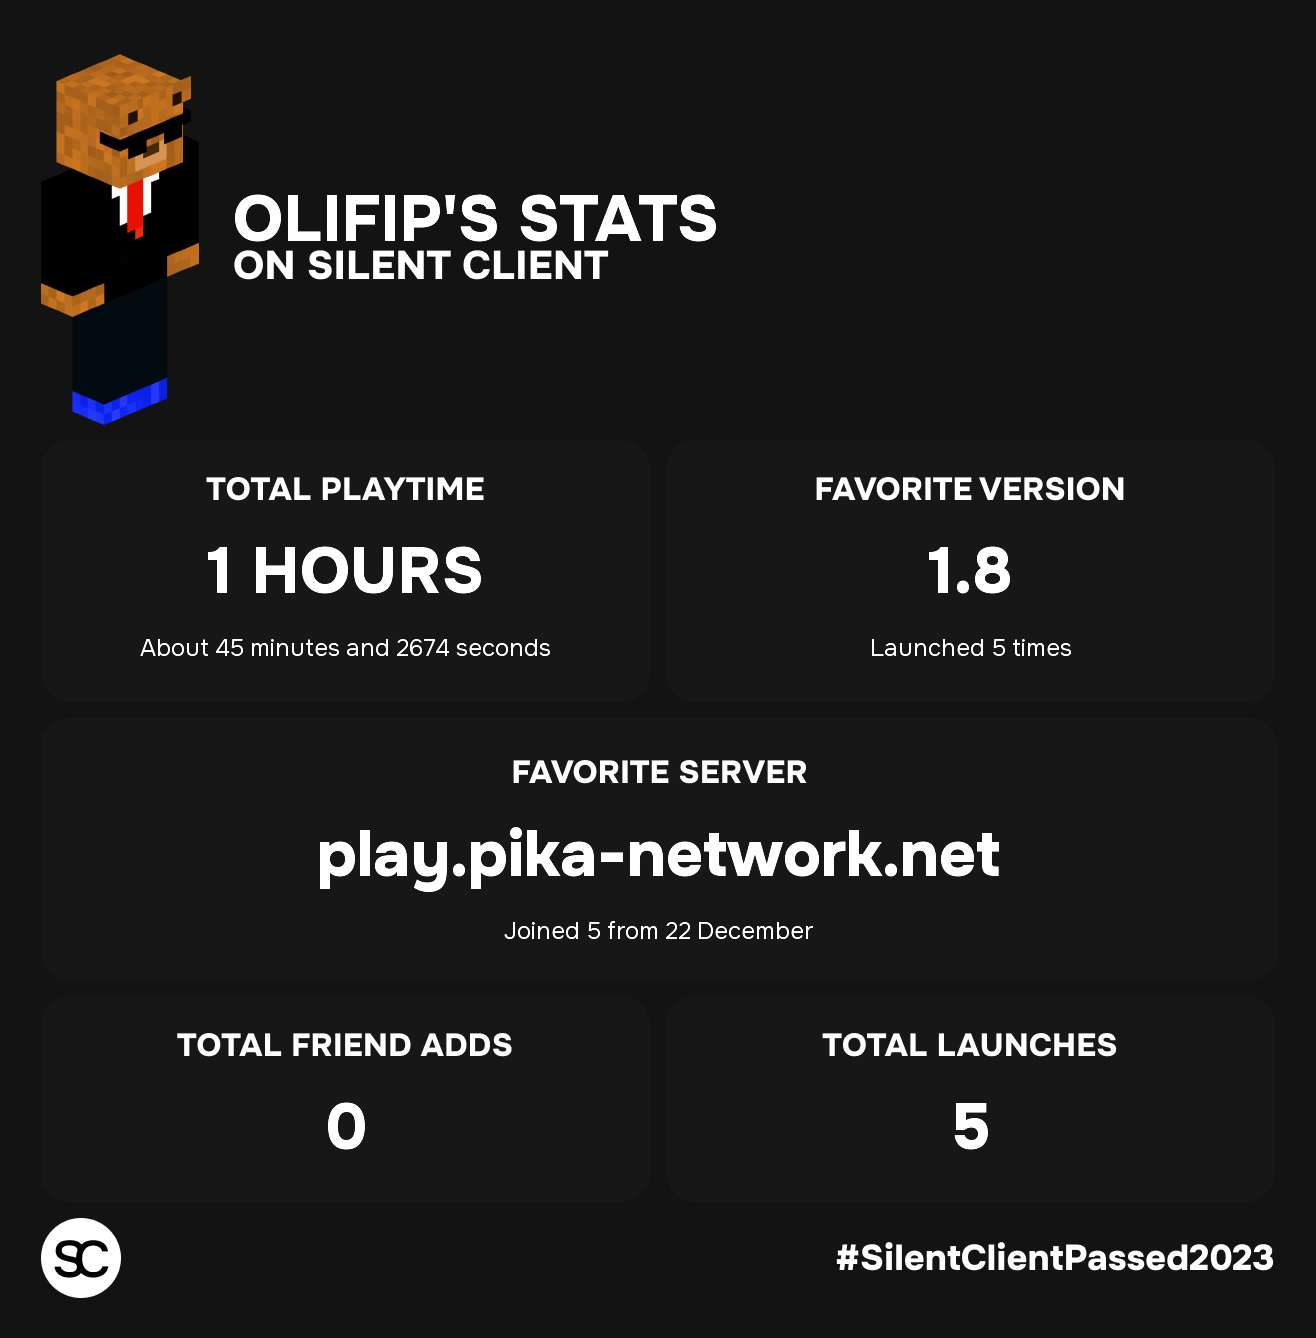 OLIFIP'S STATS
ON SILENT CLIENT
TOTAL PLAYTIME
1 HOURS
About 45 minutes and 2674 seconds
FAVORITE VERSION
1.8
Launched 5 times
FAVORITE SERVER
play.pika-network.net
Joined 5 from 22 December
TOTAL FRIEND ADDS
0
TOTAL LAUNCHES
5
SC
#SilentClientPassed2023